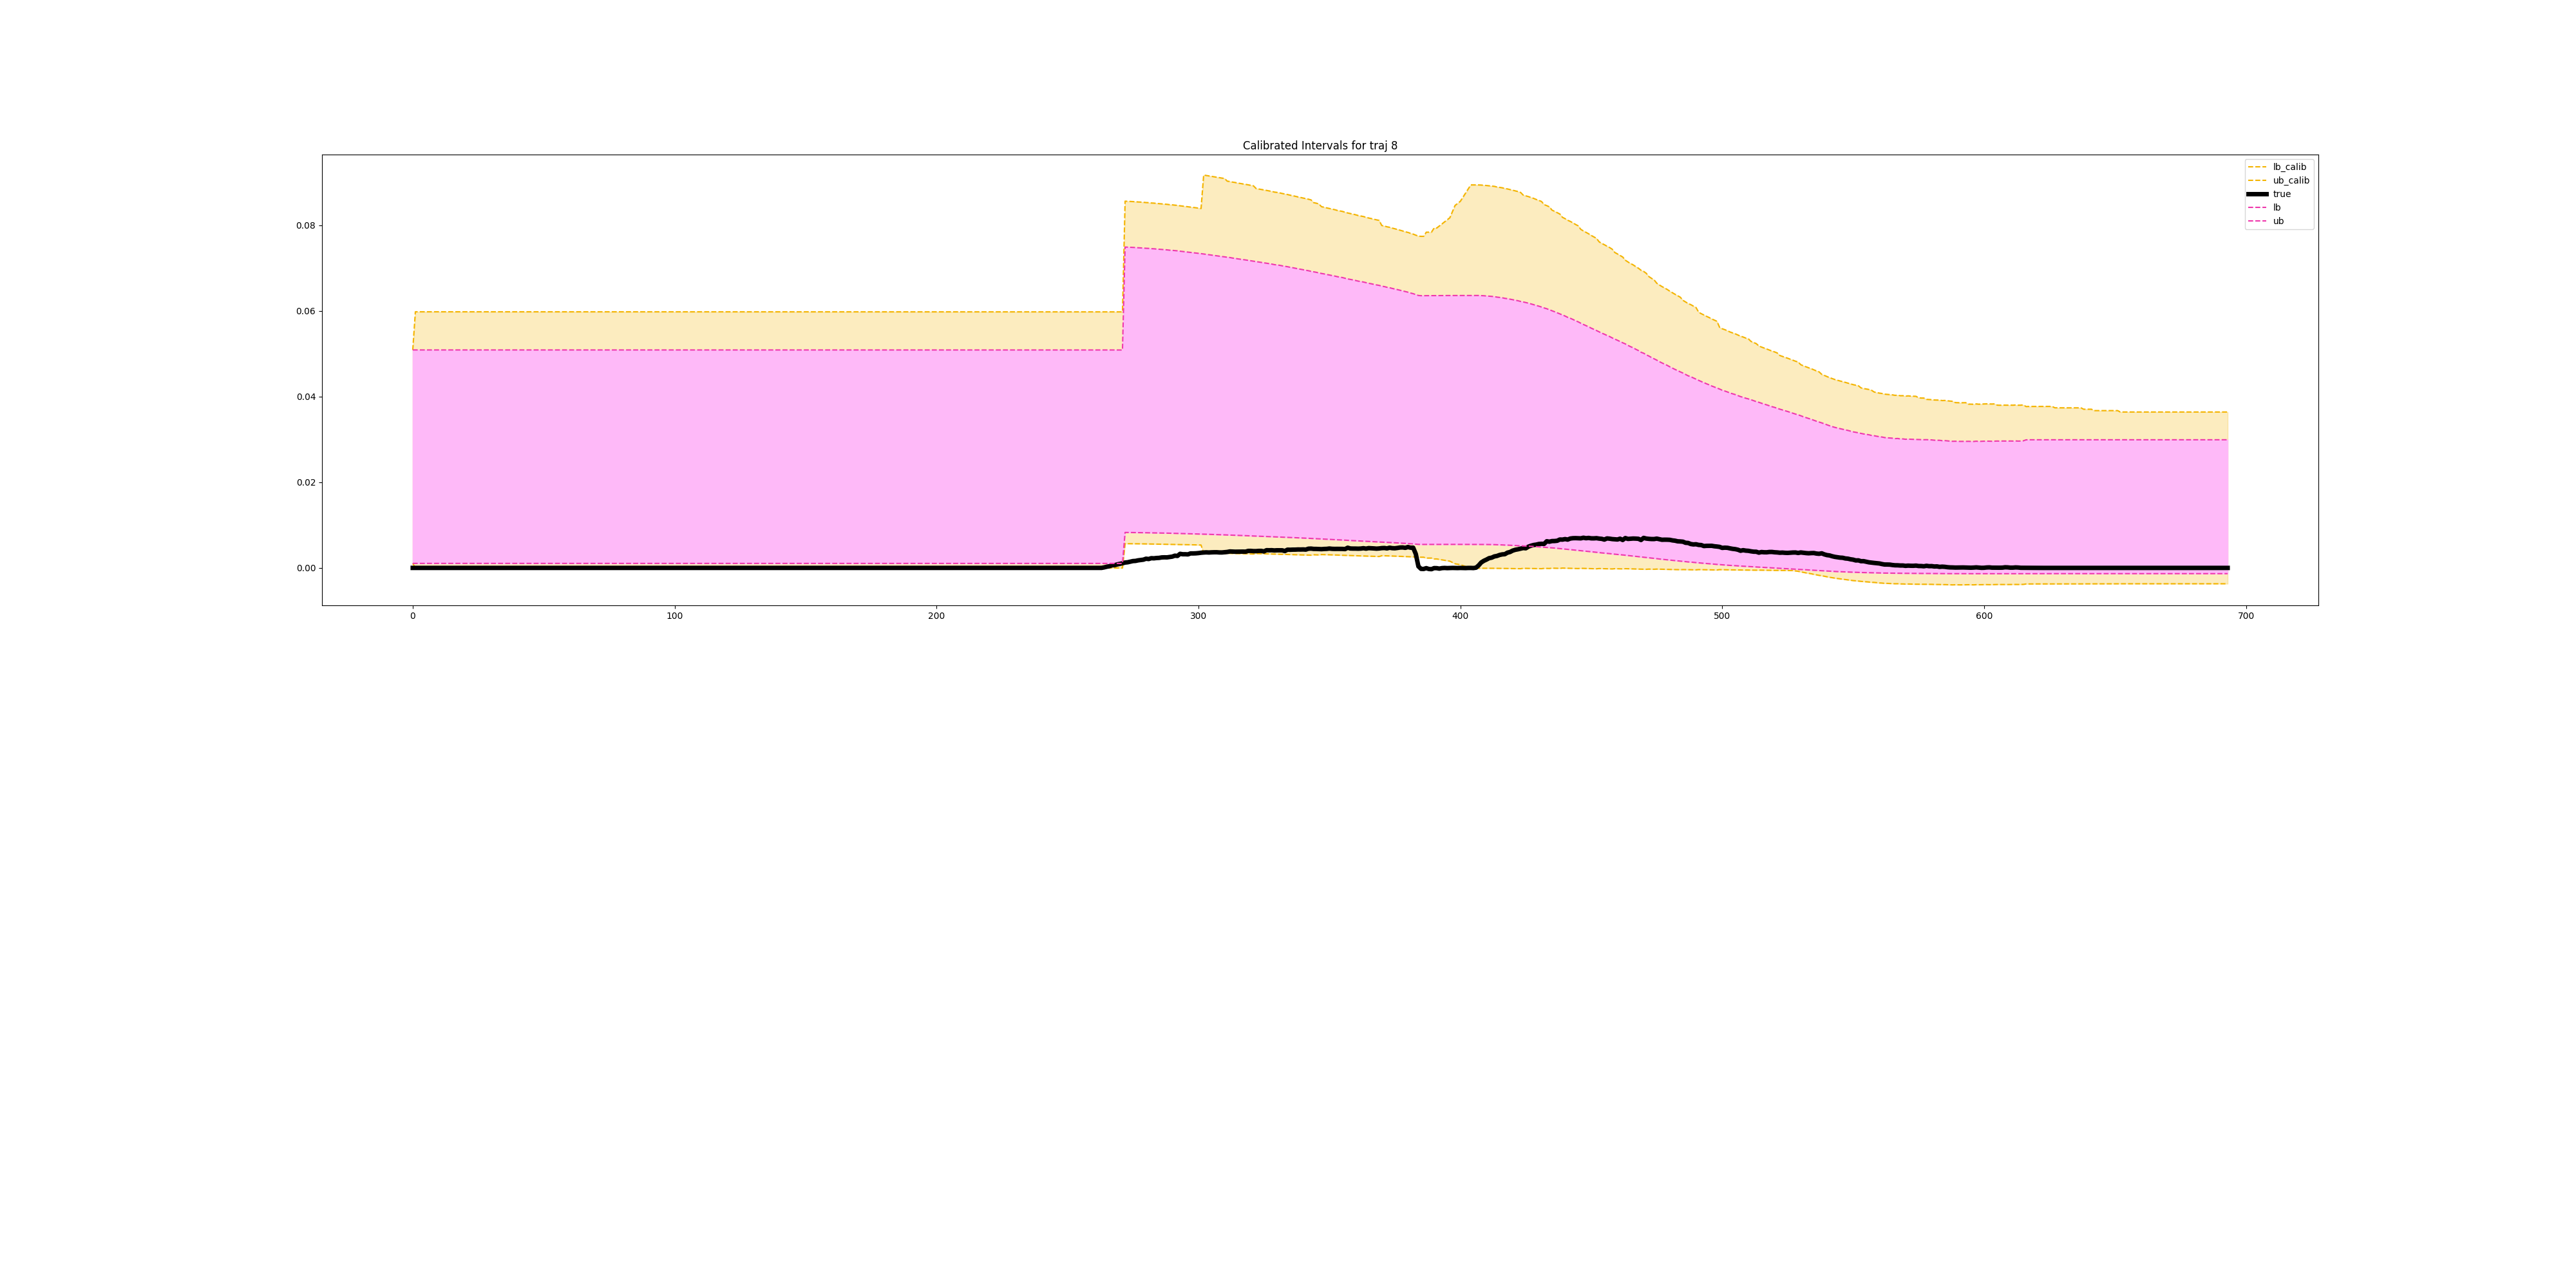 Calibrated Intervals for traj 8
lb_calib
ub_calib
true
lb
ub
0.08
0.06
0.04
0.02
0.00
0 100 200 300 400 500 600 700